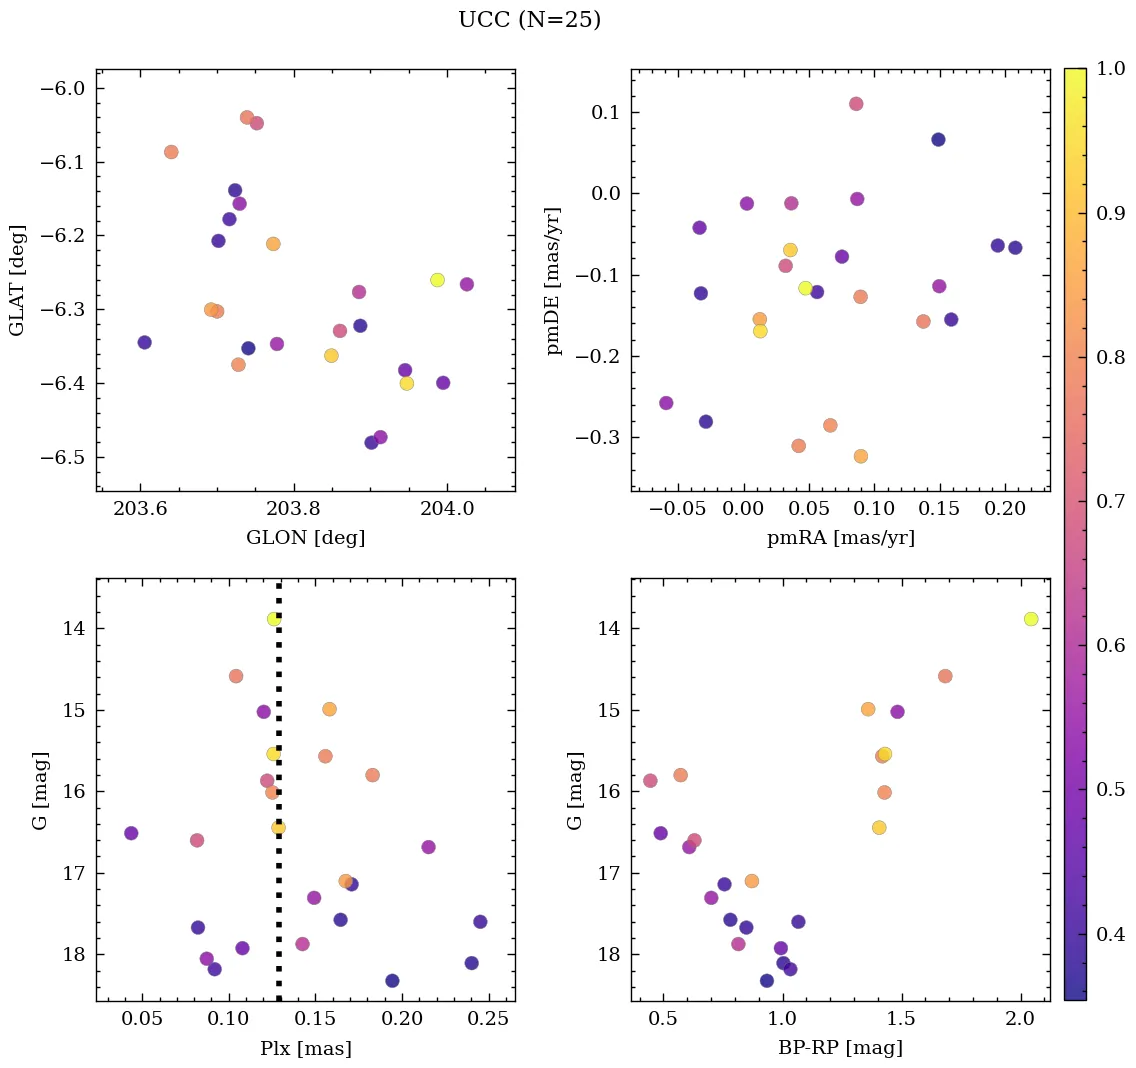 UCC (N=25)
−6.0
−6.1
−6.2
−6.3
−6.4
−6.5
GLAT [deg]
203.6 203.8 204.0
GLON [deg]
0.1
0.0
−0.1
−0.2
−0.3
pmDE [mas/yr]
−0.05 0.00 0.05 0.10 0.15 0.20
pmRA [mas/yr]
14
15
16
17
18
G [mag]
0.05 0.10 0.15 0.20 0.25
Plx [mas]
14
15
16
17
18
G [mag]
0.5 1.0 1.5 2.0
BP-RP [mag]
1.0
0.9
0.8
0.7
0.6
0.5
0.4